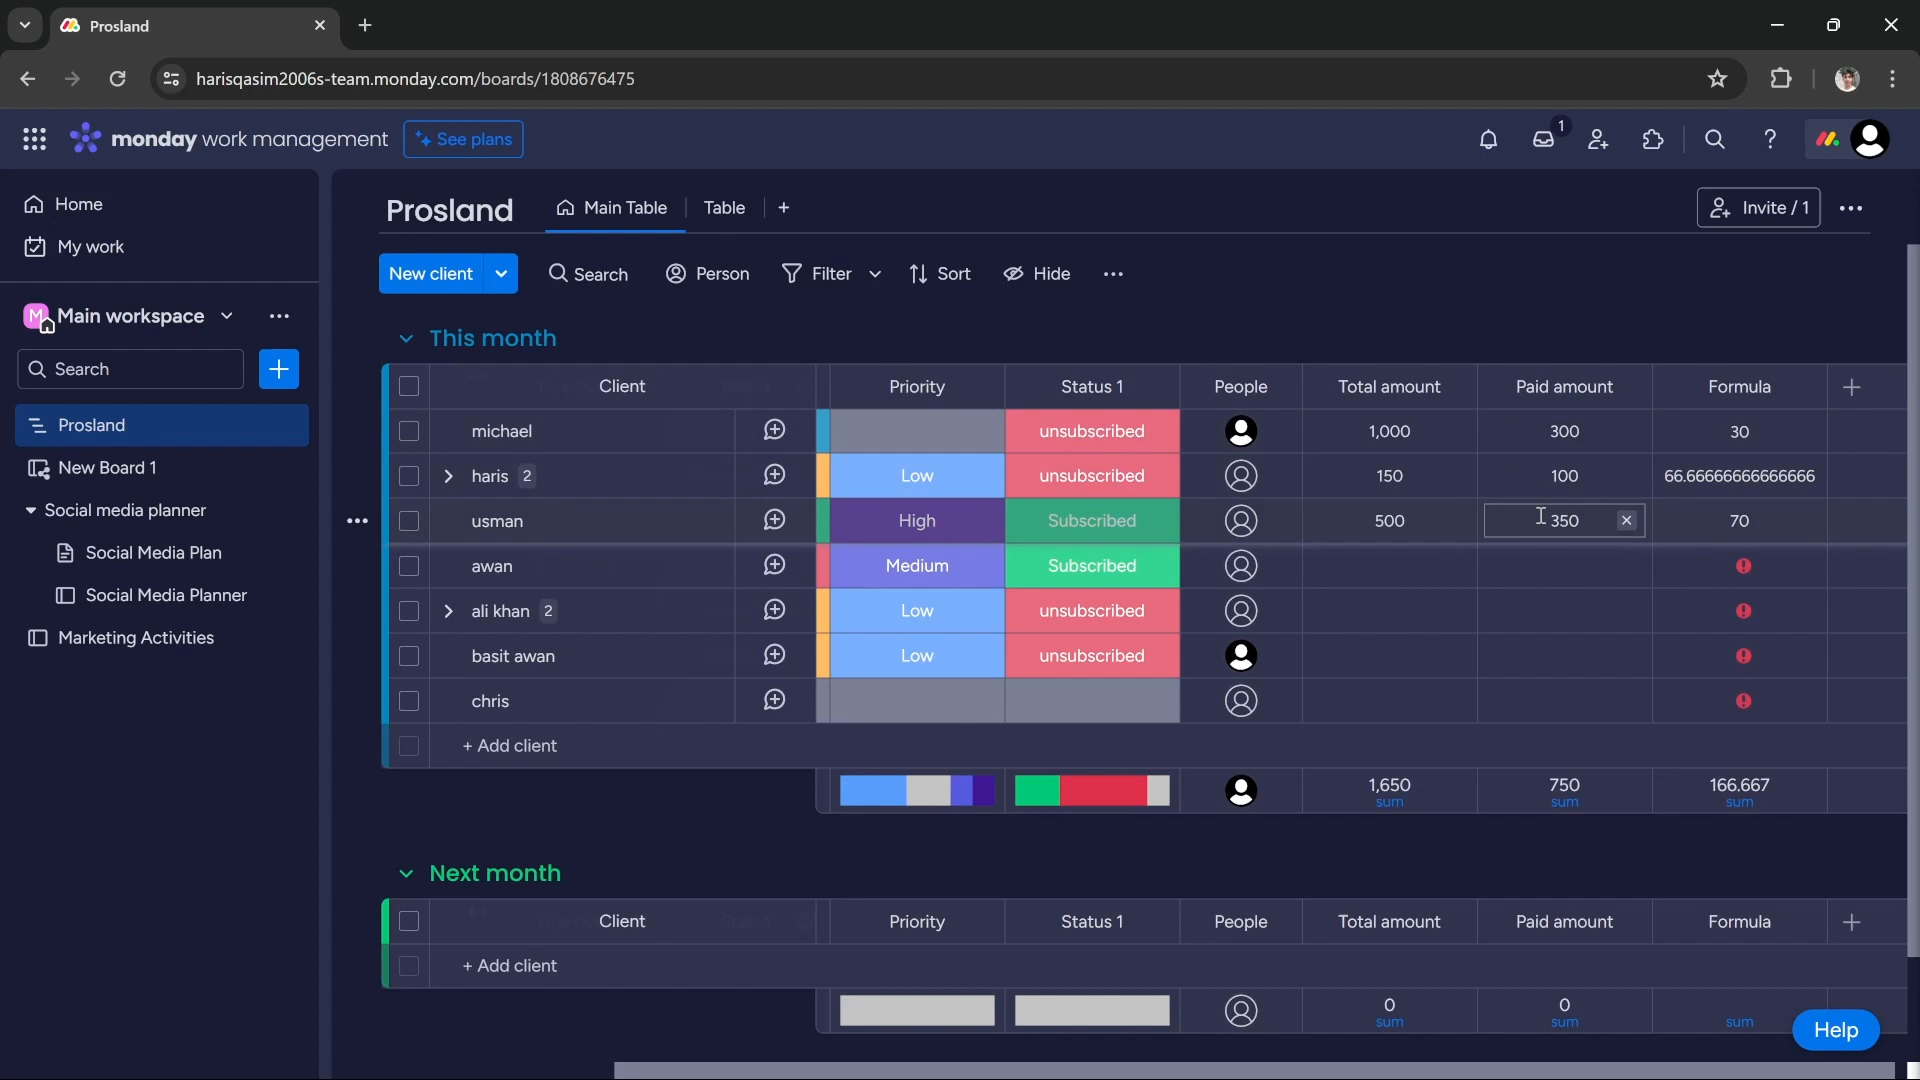 Prosland
harisqasim2006s-team.monday.com/boards/1808676475
monday work management
See plans
1
Home
My work
M
Main workspace
Search
Prosland
New Board 1
Social media planner
Social Media Plan
Social Media Planner
Marketing Activities
Prosland
Main Table
Table
Invite / 1
New client
Search
Person
Filter
Sort
Hide
This month
Client Priority Status 1 People Total amount Paid amount Formula
michael unsubscribed 1,000 300 30
haris 2 Low unsubscribed 150 100 66.66666666666666
usman High Subscribed 500 350 70
awan Medium Subscribed
ali khan 2 Low unsubscribed
basit awan Low unsubscribed
chris
+ Add client
1,650 750 166.667
sum sum sum
Next month
Client Priority Status 1 People Total amount Paid amount Formula
+ Add client
0 0
sum sum sum
Help